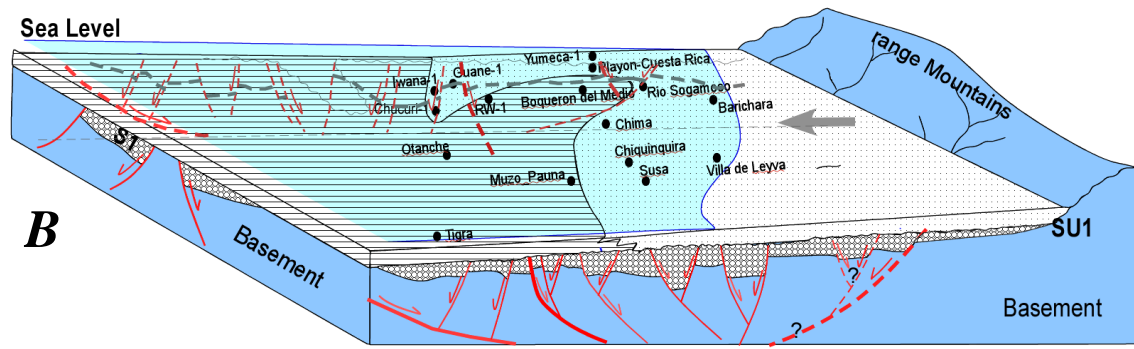 Sea Level
range Mountains
Yumeca-1
Playon-Cuesta Rica
Guane-1
Iwana-1
Chucuri-1
RW-1
Boqueron del Medio
Rio Sogamoso
Barichara
Chima
S1
Otanche
Chiquinquira
Muzo_Pauna
Susa
Villa de Leyva
B
Basement
Tigra
SU1
?
?
Basement